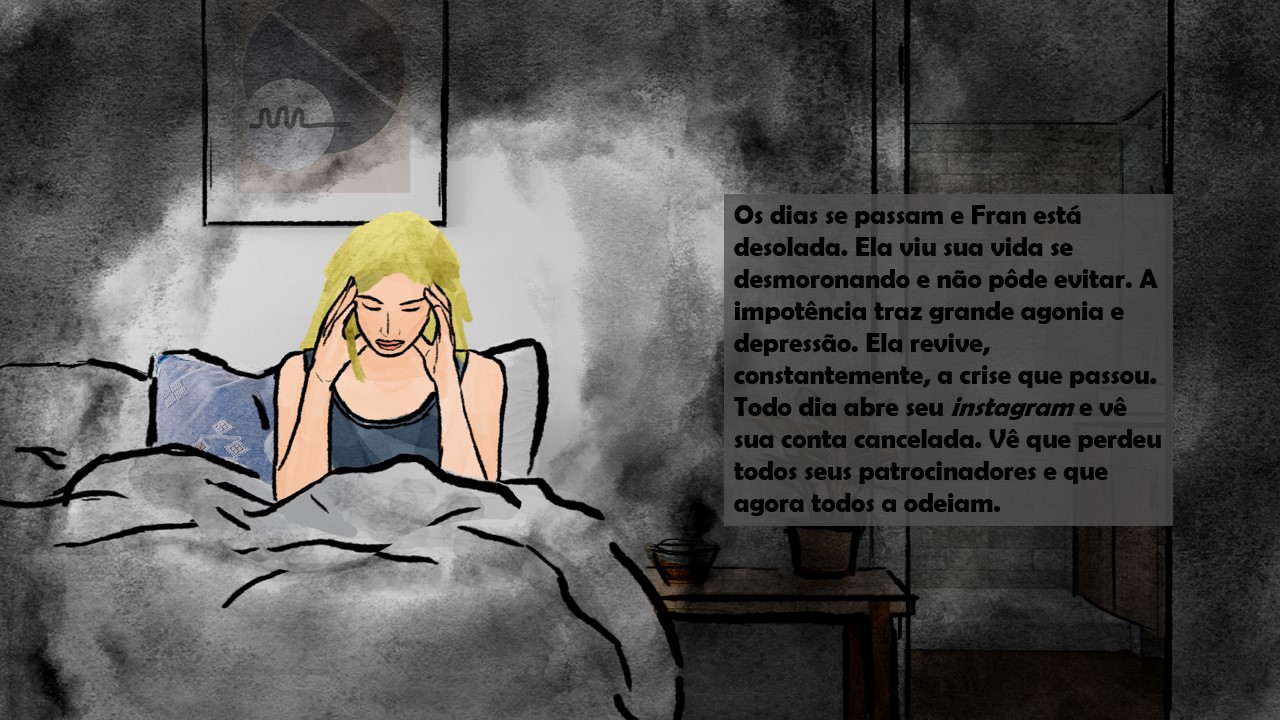 Os dias se passam e Fran está
desolada. Ela viu sua vida se
desmoronando e não pôde evitar. A
impotência traz grande agonia e
depressão. Ela revive,
constantemente, a crise que passou.
Todo dia abre seu instagram e vê
sua conta cancelada. Vê que perdeu
todos seus patrocinadores e que
agora todos a odeiam.